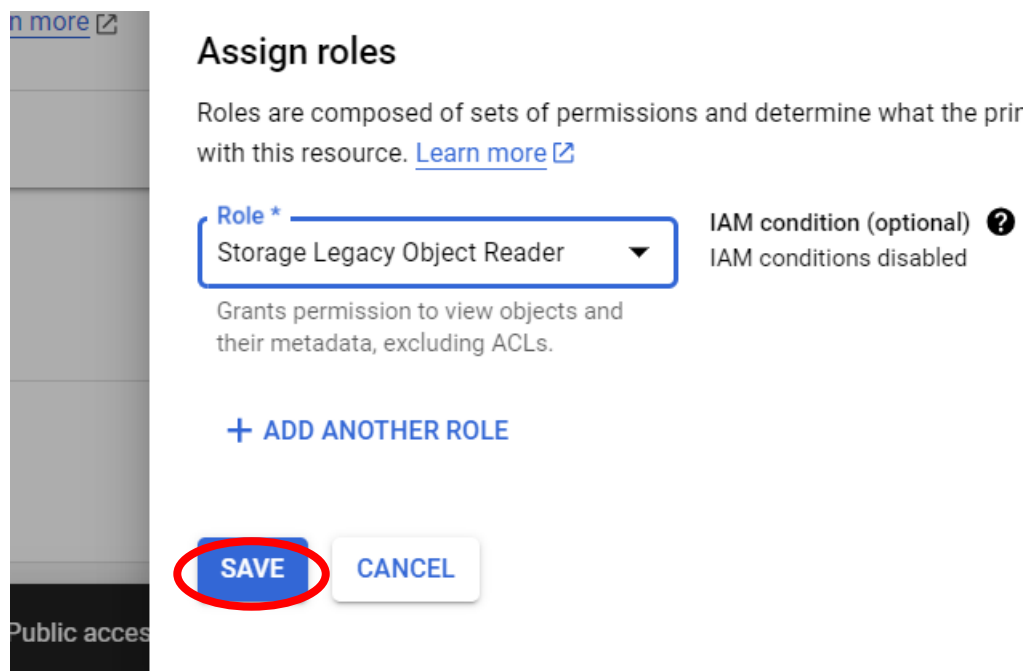 n more
Assign roles
Roles are composed of sets of permissions and determine what the prin
with this resource. Learn more
Role *
Storage Legacy Object Reader
IAM condition (optional)
IAM conditions disabled
Grants permission to view objects and
their metadata, excluding ACLs.
+ ADD ANOTHER ROLE
SAVE
CANCEL
Public acces